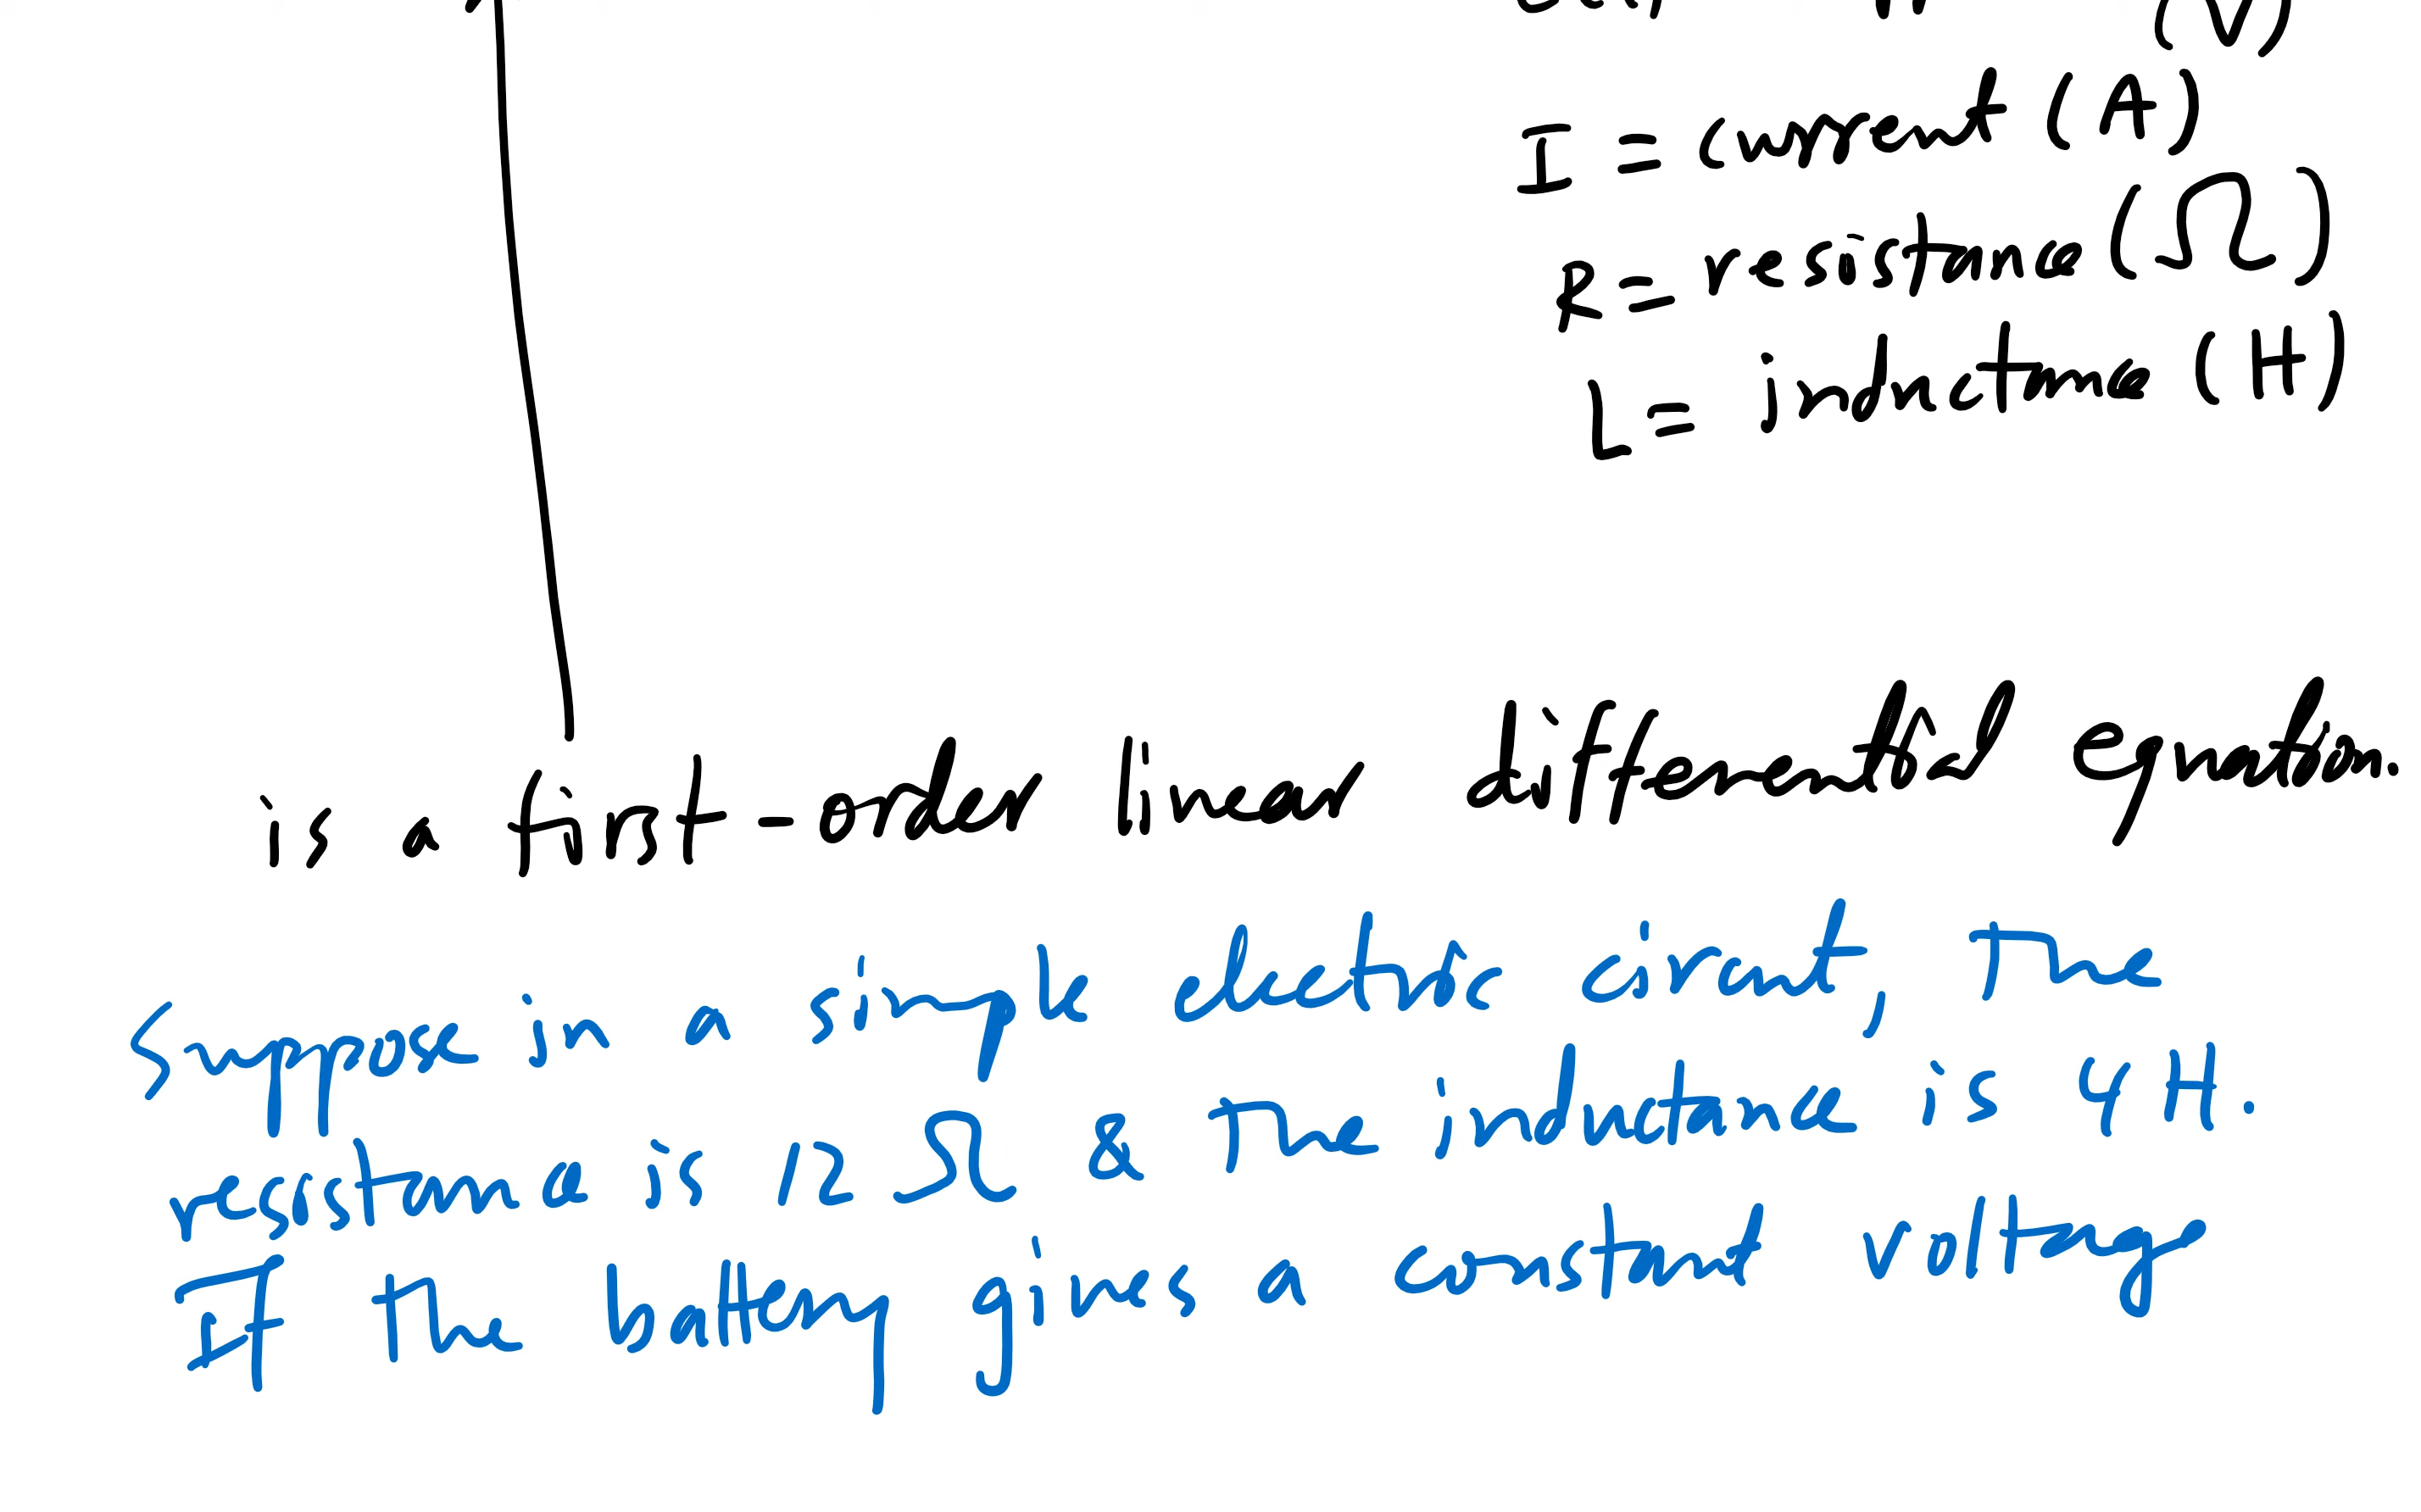 (V)
I = current (A)
R = resistance (Ω)
L = inductance (H)
is a first-order linear differential equation.
Suppose in a simple electric circuit, the
resistance is 12 Ω & the inductance is 4H.
If the battery gives a constant voltage